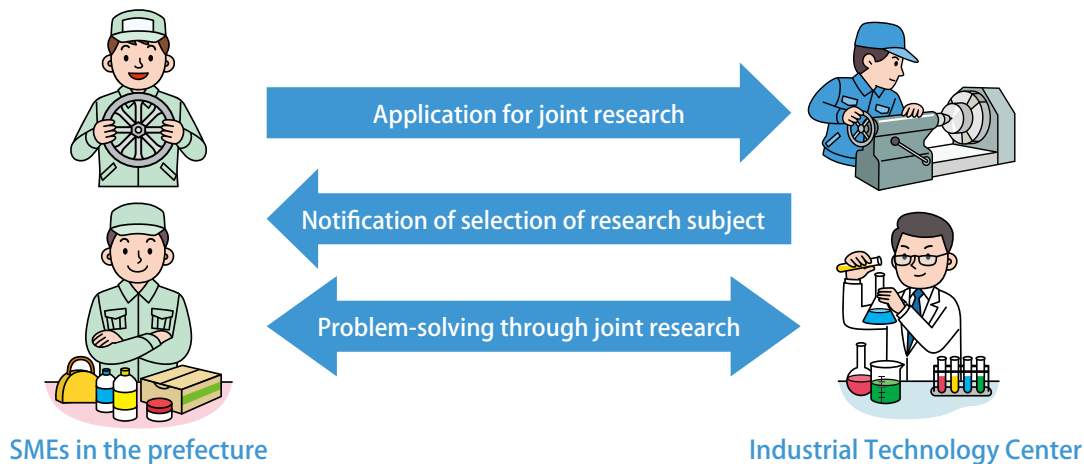 Application for joint research
Notification of selection of research subject
Problem-solving through joint research
SMEs in the prefecture
Industrial Technology Center